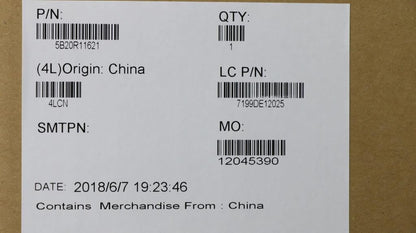 P/N:
5B20R11621
QTY:
1
(4L)Origin: China
4LCN
LC P/N:
7199DE12025
SMTPN:
MO:
12045390
DATE: 2018/6/7 19:23:46
Contains Merchandise From : China